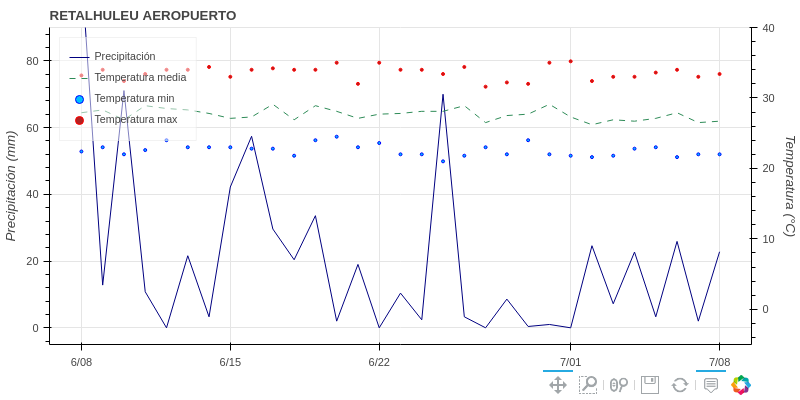 RETALHULEU AEROPUERTO
Precipitación
Temperatura media
Temperatura min
Temperatura max
Precipitación (mm)
80
60
40
20
0
Temperatura (°C)
40
30
20
10
0
6/08
6/15
6/22
7/01
7/08